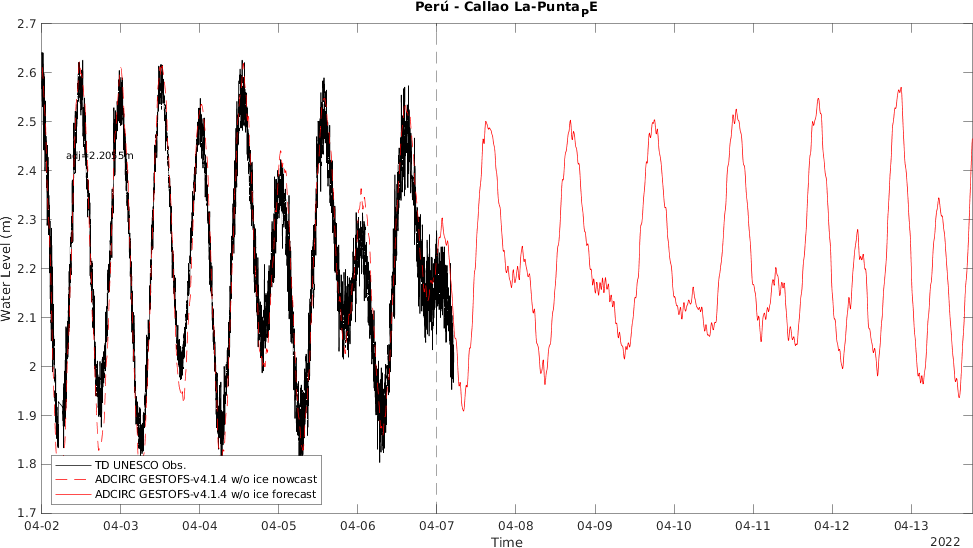 Perú - Callao La-PuntaPE
2.7
2.6
2.5
2.4
2.3
2.2
2.1
2
1.9
1.8
1.7
Water Level (m)
adj=2.2055m
TD UNESCO Obs.
ADCIRC GESTOFS-v4.1.4 w/o ice nowcast
ADCIRC GESTOFS-v4.1.4 w/o ice forecast
04-02 04-03 04-04 04-05 04-06 04-07 04-08 04-09 04-10 04-11 04-12 04-13
Time
2022